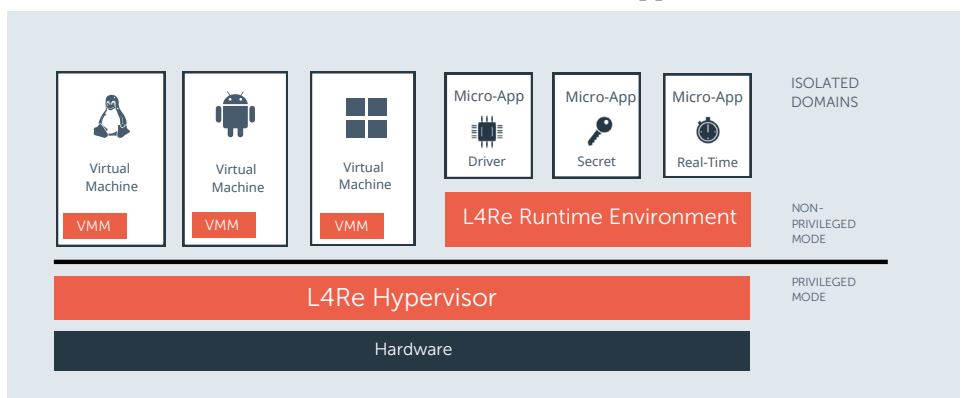 Micro-App
Driver
Micro-App
Secret
Micro-App
Real-Time
ISOLATED
DOMAINS
Virtual
Machine
VMM
Virtual
Machine
VMM
Virtual
Machine
VMM
L4Re Runtime Environment
NON-
PRIVILEGED
MODE
L4Re Hypervisor
PRIVILEGED
MODE
Hardware